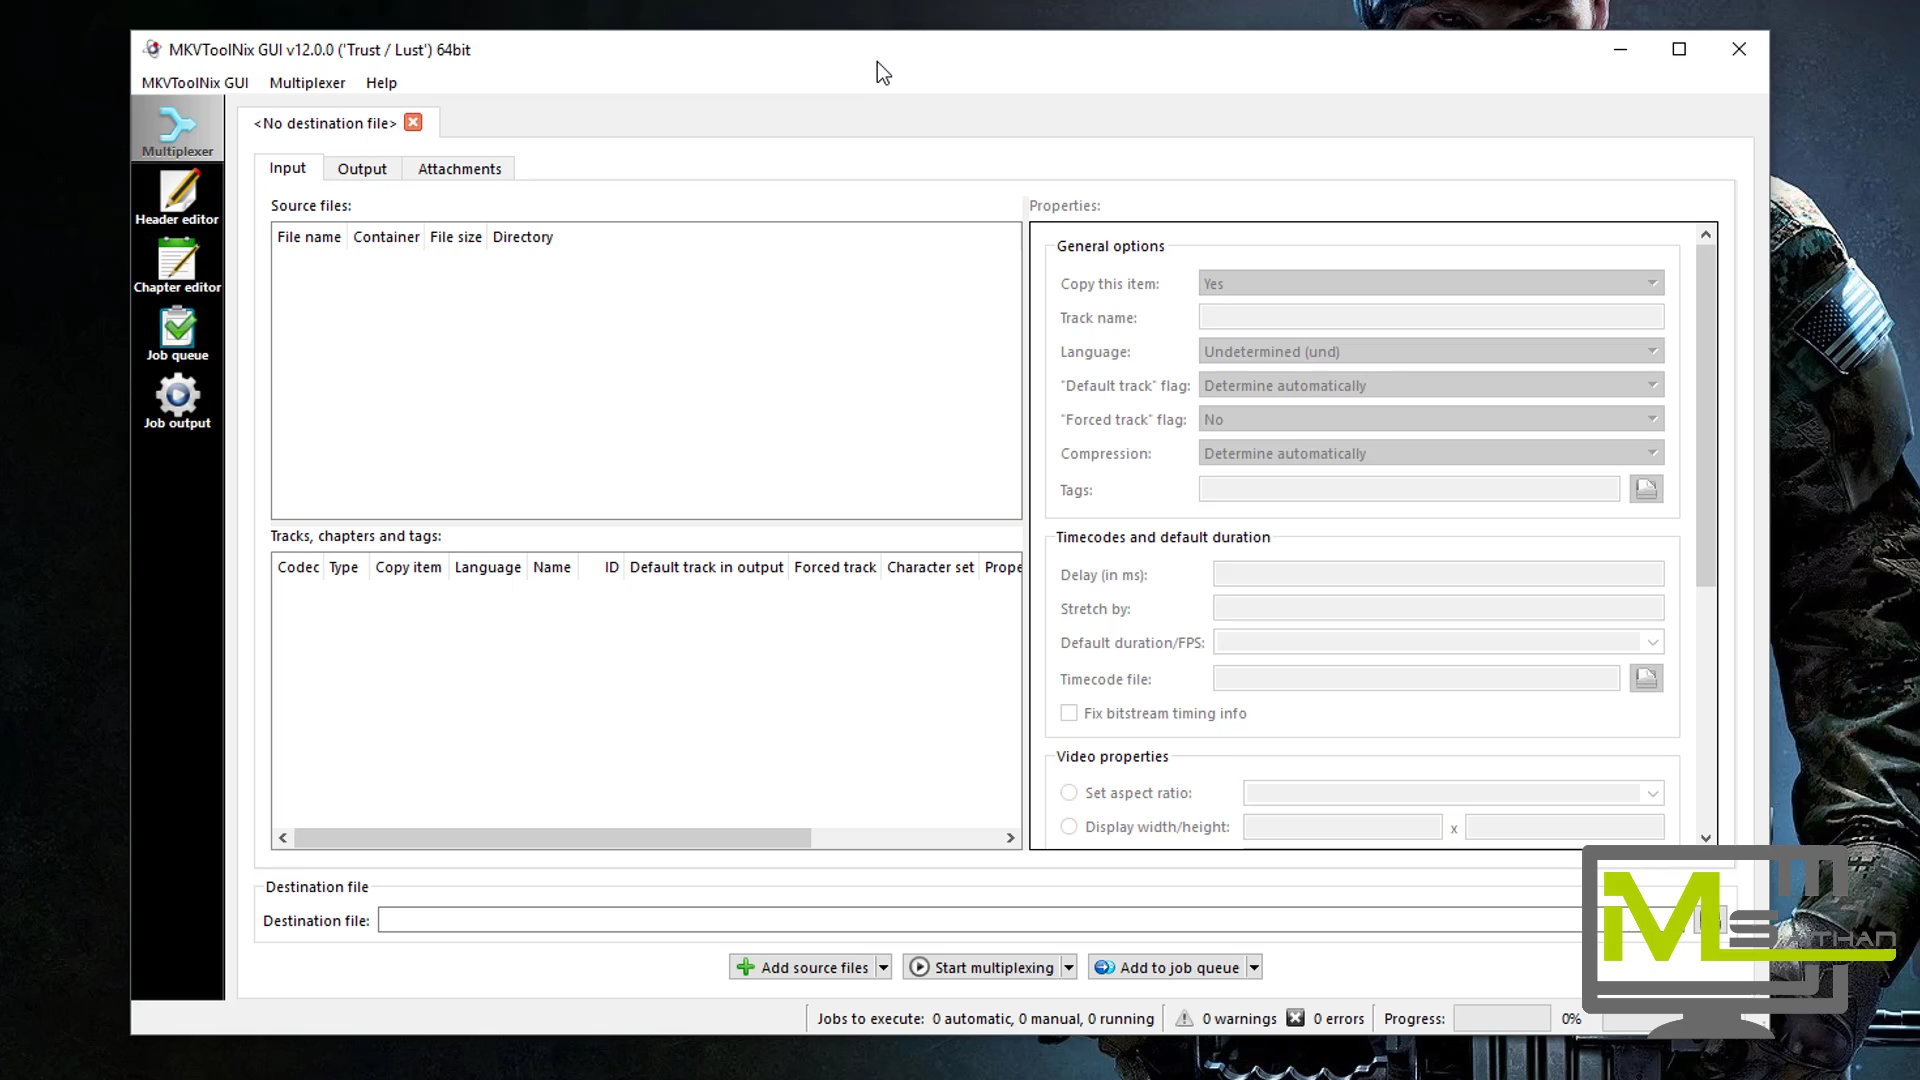 MKVToolNix GUI v12.0.0 ('Trust / Lust') 64bit
MKVToolNix GUI Multiplexer Help
Multiplexer
Header editor
Chapter editor
Job queue
Job output
<No destination file>
Input Output Attachments
Source files:
File name Container File size Directory
Tracks, chapters and tags:
Codec Type Copy item Language Name ID Default track in output Forced track Character set Prope
Properties:
General options
Copy this item: Yes
Track name:
Language: Undetermined (und)
"Default track" flag: Determine automatically
"Forced track" flag: No
Compression: Determine automatically
Tags:
Timecodes and default duration
Delay (in ms):
Stretch by:
Default duration/FPS:
Timecode file:
Fix bitstream timing info
Video properties
Set aspect ratio:
Display width/height: x
Destination file
Destination file:
Add source files Start multiplexing Add to job queue
Jobs to execute: 0 automatic, 0 manual, 0 running 0 warnings 0 errors Progress: 0%